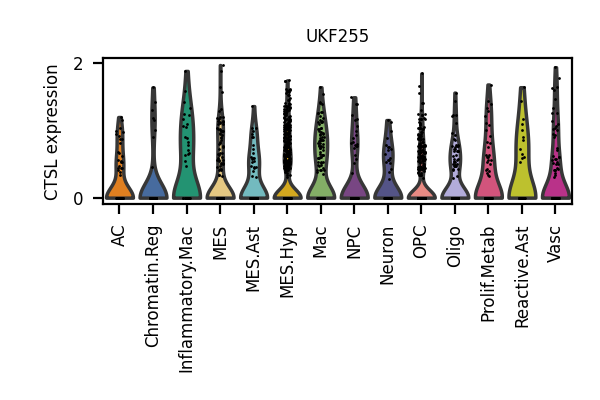 UKF255
CTSL expression
2
0
AC
Chromatin.Reg
Inflammatory.Mac
MES
MES.Ast
MES.Hyp
Mac
NPC
Neuron
OPC
Oligo
Prolif.Metab
Reactive.Ast
Vasc